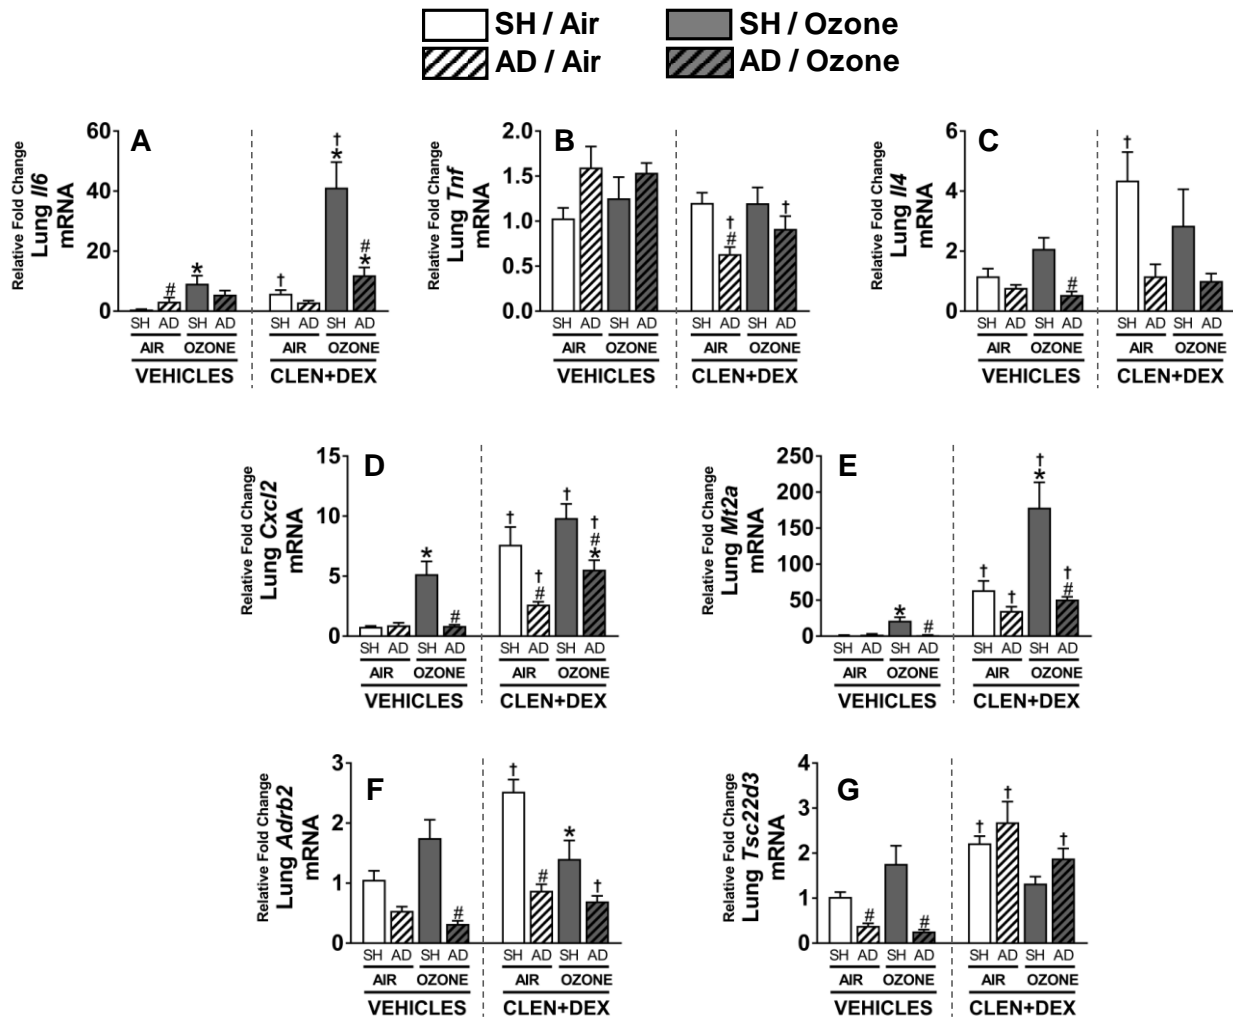 SH / Air
SH / Ozone
AD / Air
AD / Ozone
A
Relative Fold Change
Lung Il6
mRNA
60
40
20
0
†
*
#
*
*
#
†
SH AD SH AD SH AD SH AD
AIR OZONE AIR OZONE
VEHICLES CLEN+DEX
B
Relative Fold Change
Lung Tnf
mRNA
2.0
1.5
1.0
0.5
0.0
†
#
†
SH AD SH AD SH AD SH AD
AIR OZONE AIR OZONE
VEHICLES CLEN+DEX
C
Relative Fold Change
Lung Il4
mRNA
6
4
2
0
†
#
SH AD SH AD SH AD SH AD
AIR OZONE AIR OZONE
VEHICLES CLEN+DEX
D
Relative Fold Change
Lung Cxcl2
mRNA
15
10
5
0
*
#
†
†
#
†
†
#
*
SH AD SH AD SH AD SH AD
AIR OZONE AIR OZONE
VEHICLES CLEN+DEX
E
Relative Fold Change
Lung Mt2a
mRNA
250
200
150
100
50
0
*
#
†
†
†
*
†
#
SH AD SH AD SH AD SH AD
AIR OZONE AIR OZONE
VEHICLES CLEN+DEX
F
Relative Fold Change
Lung Adrb2
mRNA
3
2
1
0
#
†
#
*
†
SH AD SH AD SH AD SH AD
AIR OZONE AIR OZONE
VEHICLES CLEN+DEX
G
Relative Fold Change
Lung Tsc22d3
mRNA
4
3
2
1
0
#
#
†
†
†
SH AD SH AD SH AD SH AD
AIR OZONE AIR OZONE
VEHICLES CLEN+DEX